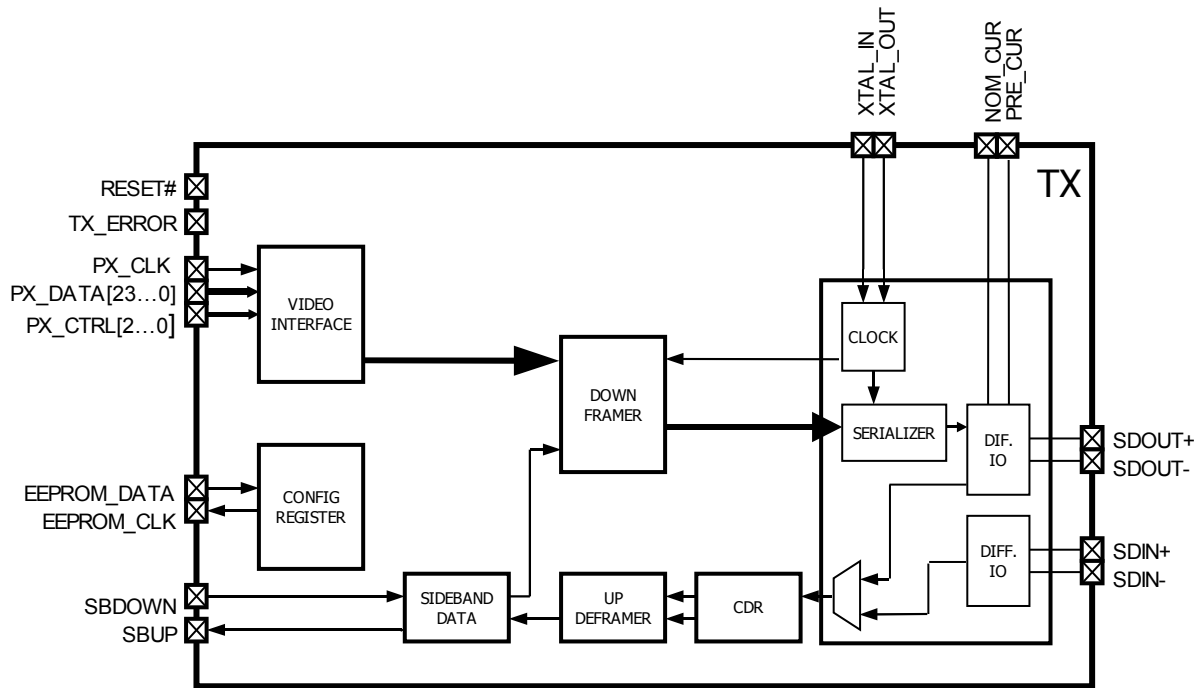 XTAL_IN
XTAL_OUT
NOM_CUR
PRE_CUR
TX
RESET#
TX_ERROR
PX_CLK
PX_DATA[23...0]
PX_CTRL[2...0]
VIDEO
INTERFACE
CLOCK
DOWN
FRAMER
SERIALIZER
DIF.
IO
SDOUT+
SDOUT-
EEPROM_DATA
EEPROM_CLK
CONFIG
REGISTER
DIFF.
IO
SDIN+
SDIN-
SBDOWN
SBUP
SIDEBAND
DATA
UP
DEFRAMER
CDR